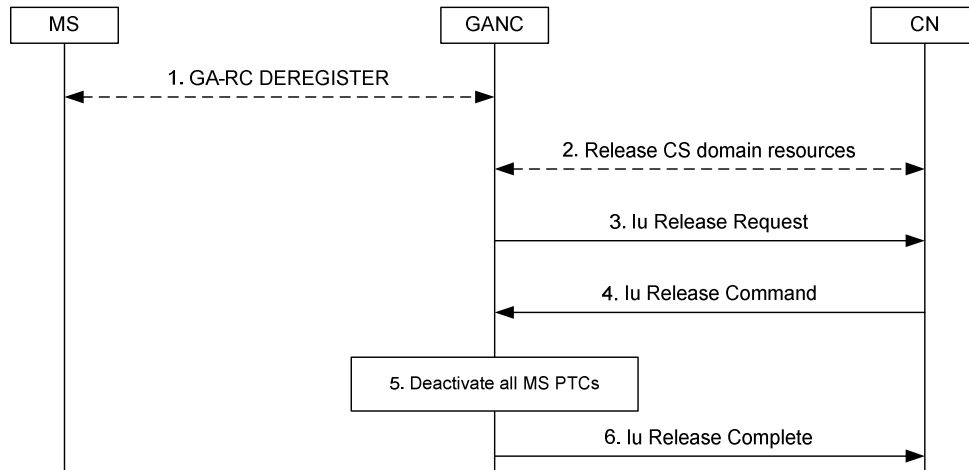 MS
GANC
CN
1. GA-RC DEREGISTER
2. Release CS domain resources
3. Iu Release Request
4. Iu Release Command
5. Deactivate all MS PTCs
6. Iu Release Complete